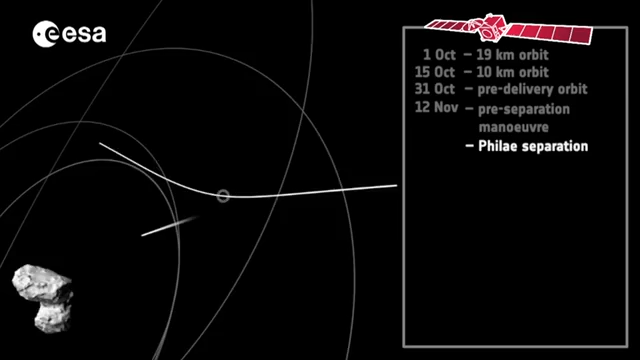 esa
1 Oct – 19 km orbit
15 Oct – 10 km orbit
31 Oct – pre-delivery orbit
12 Nov – pre-separation
manoeuvre
– Philae separation